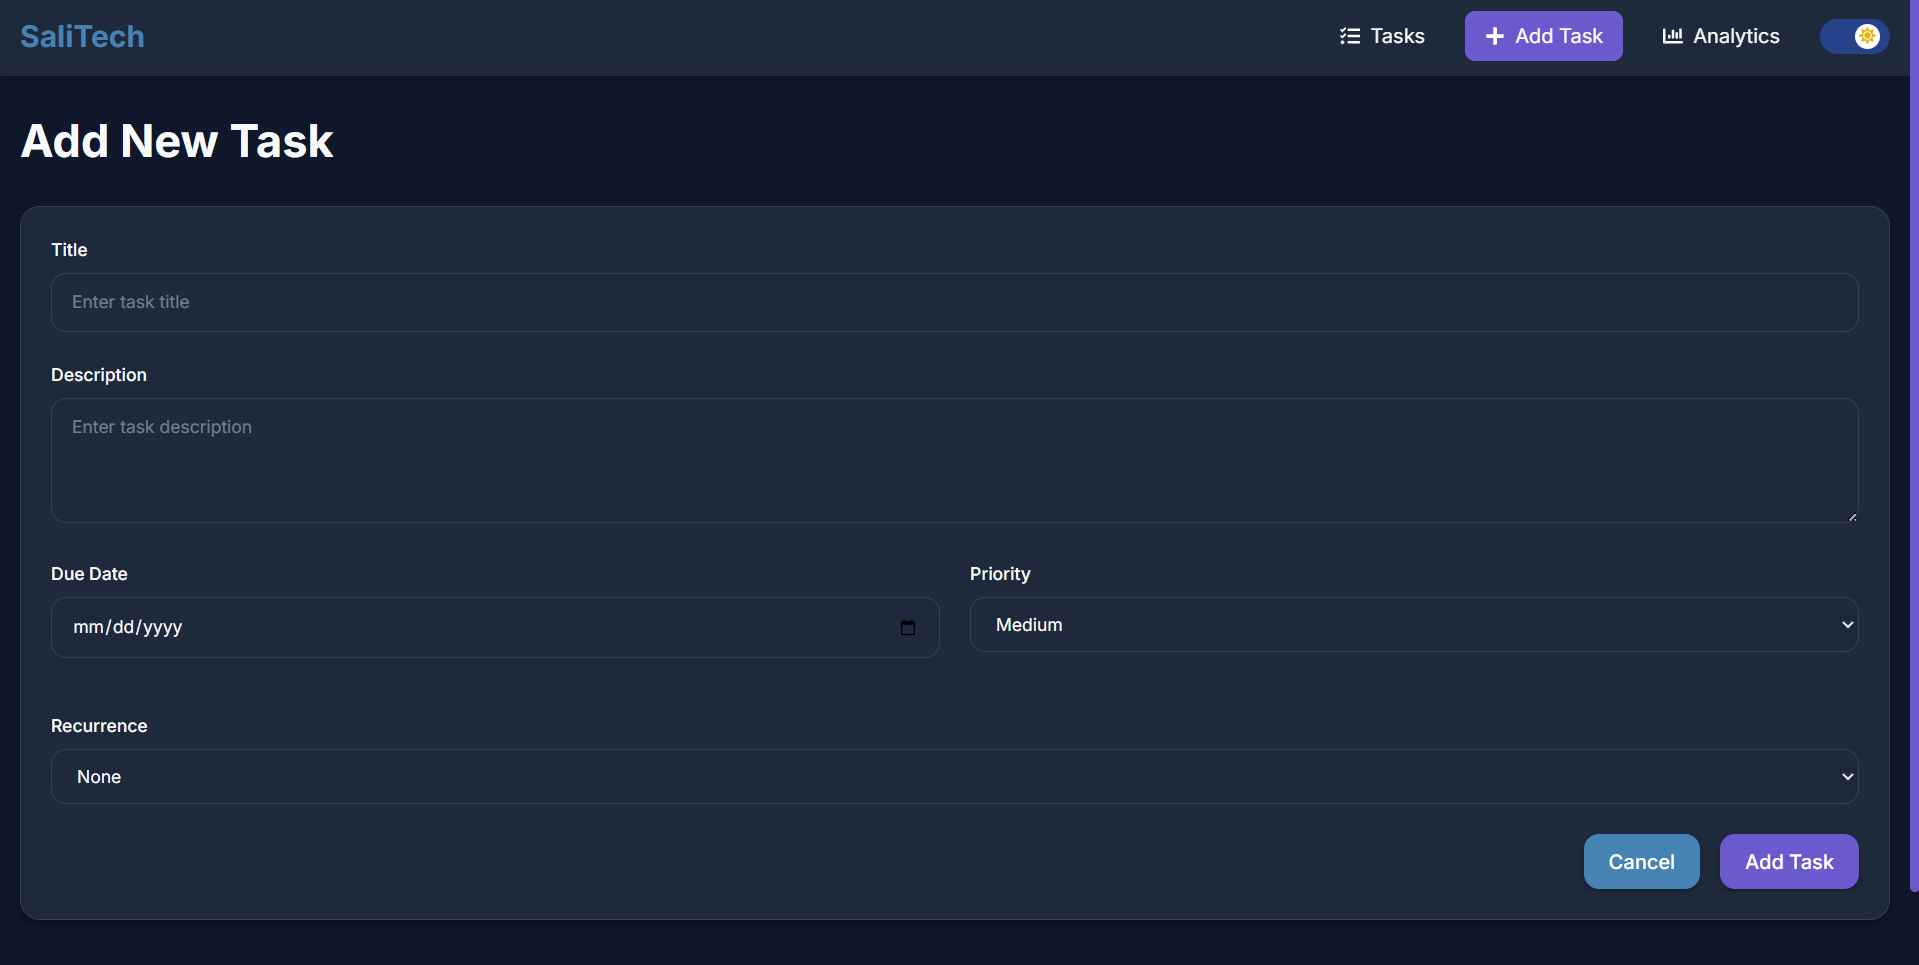 SaliTech
Tasks
Add Task
Analytics
Add New Task
Title
Enter task title
Description
Enter task description
Due Date
Priority
mm/dd/yyyy
Medium
Recurrence
None
Cancel
Add Task